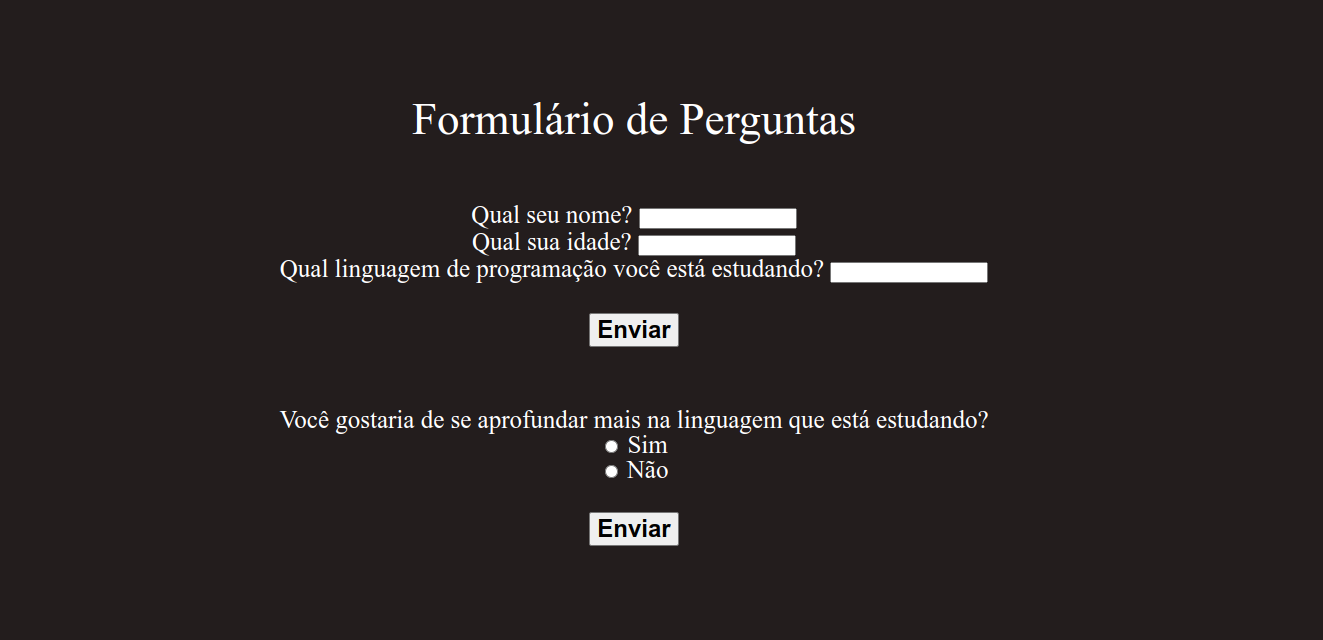 Formulário de Perguntas
Qual seu nome?
Qual sua idade?
Qual linguagem de programação você está estudando?
Enviar
Você gostaria de se aprofundar mais na linguagem que está estudando?
Sim
Não
Enviar